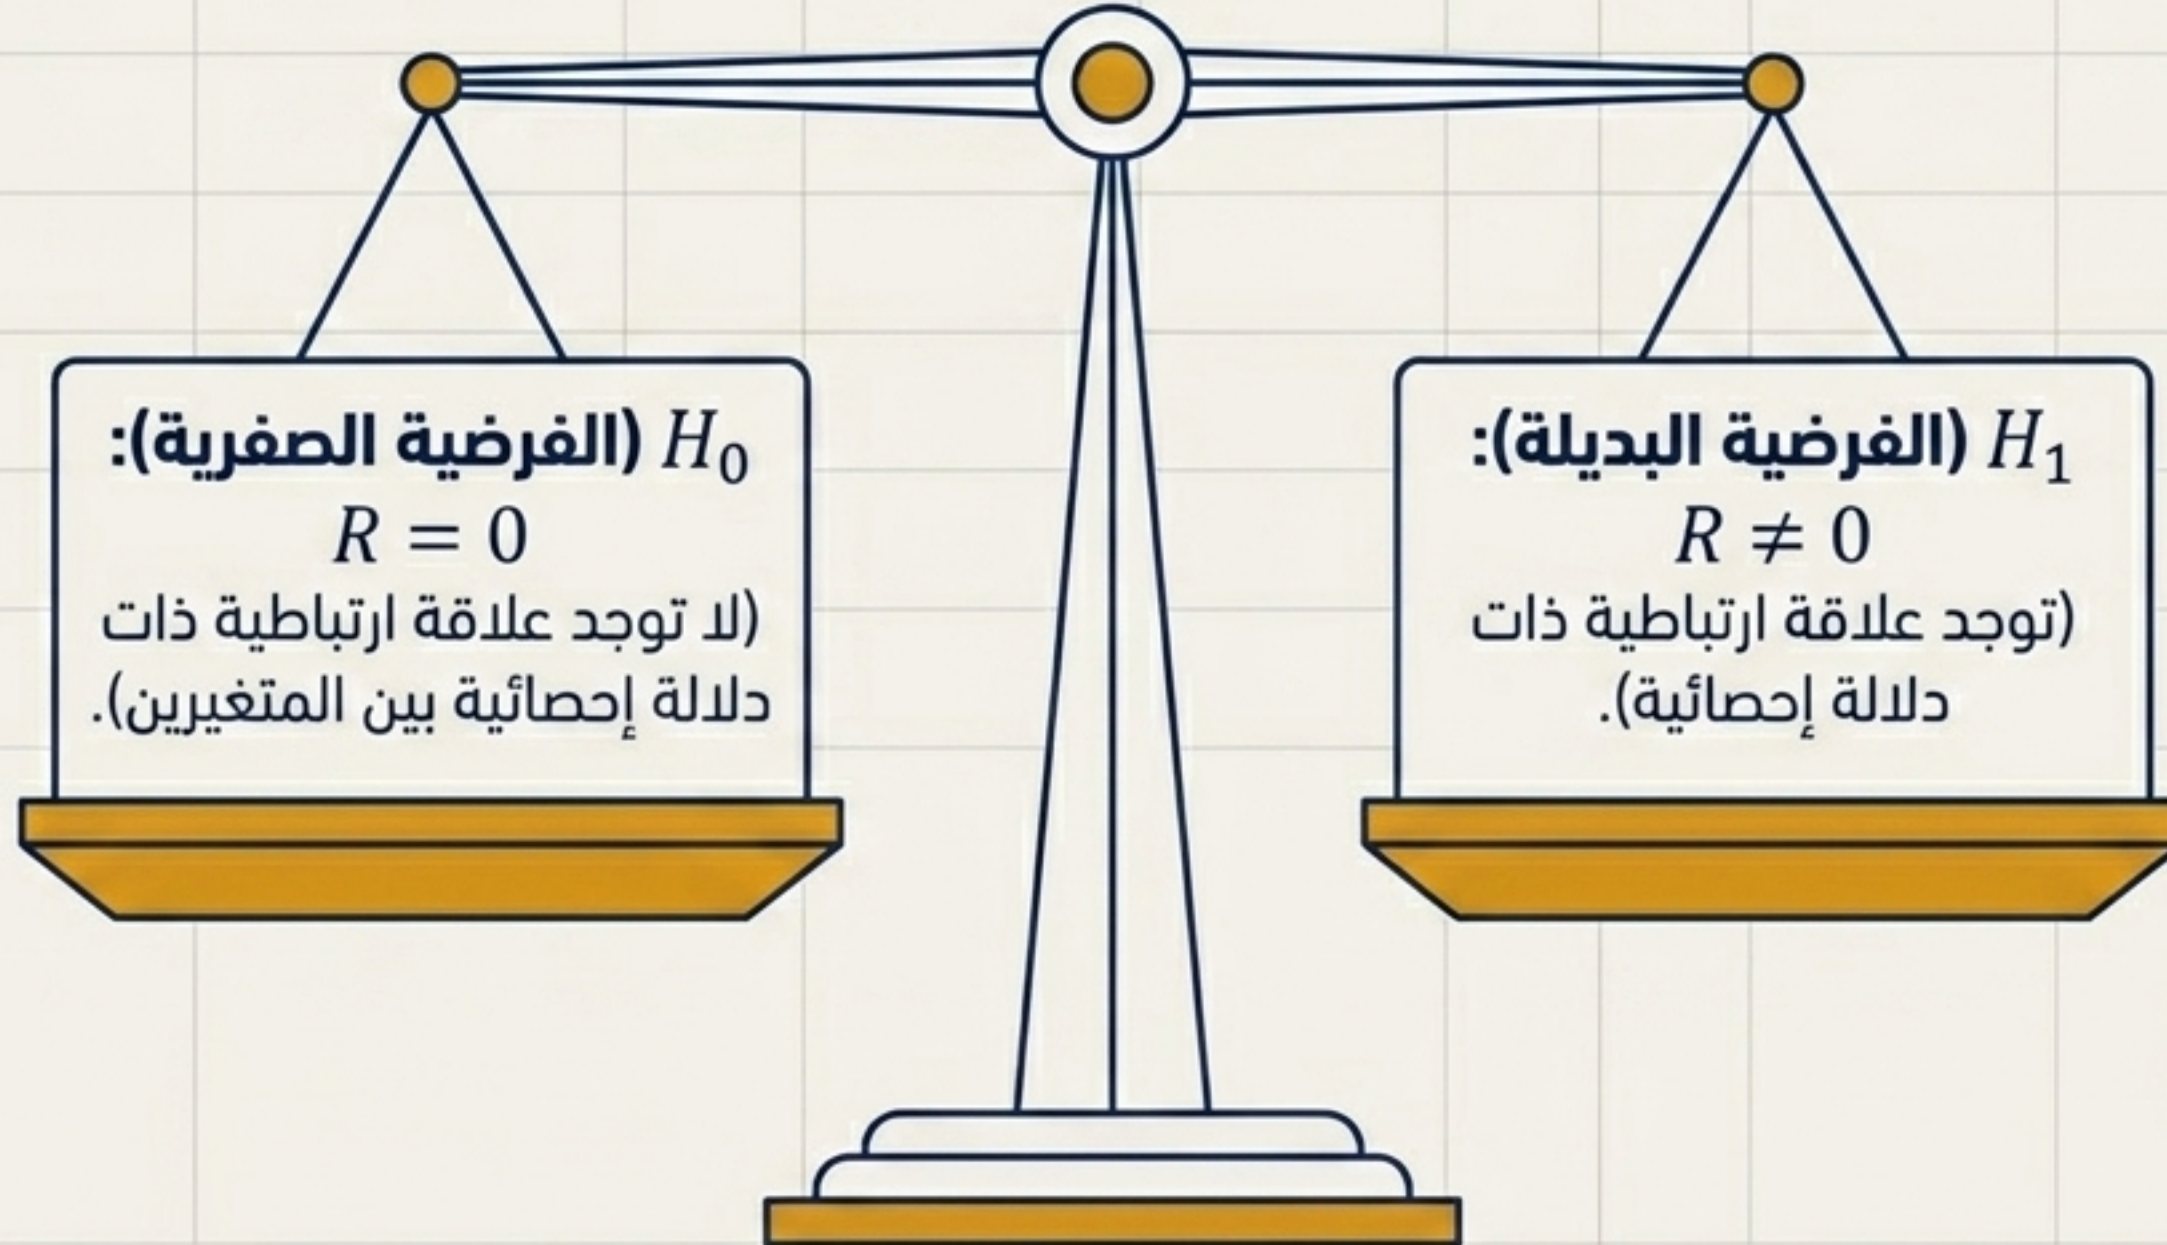 H₁ (الفرضية البديلة):
R ≠ 0
(توجد علاقة ارتباطية ذات
دلالة إحصائية).
H₀ (الفرضية الصفرية):
R = 0
(لا توجد علاقة ارتباطية ذات
دلالة إحصائية بين المتغيرين).